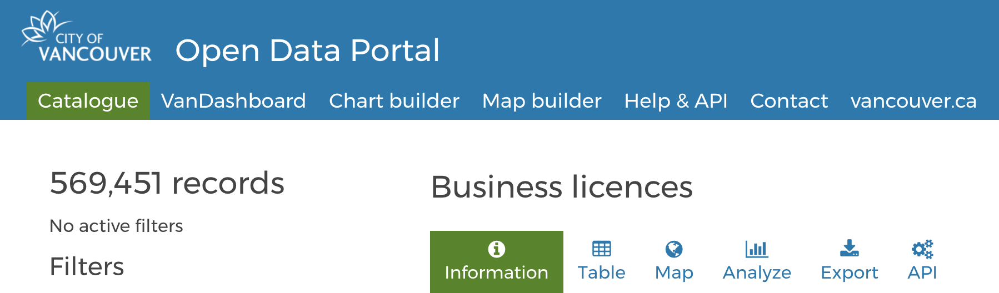 CITY OF
VANCOUVER
Open Data Portal
Catalogue VanDashboard Chart builder Map builder Help & API Contact vancouver.ca
569,451 records
No active filters
Filters
Business licences
Information Table Map Analyze Export API